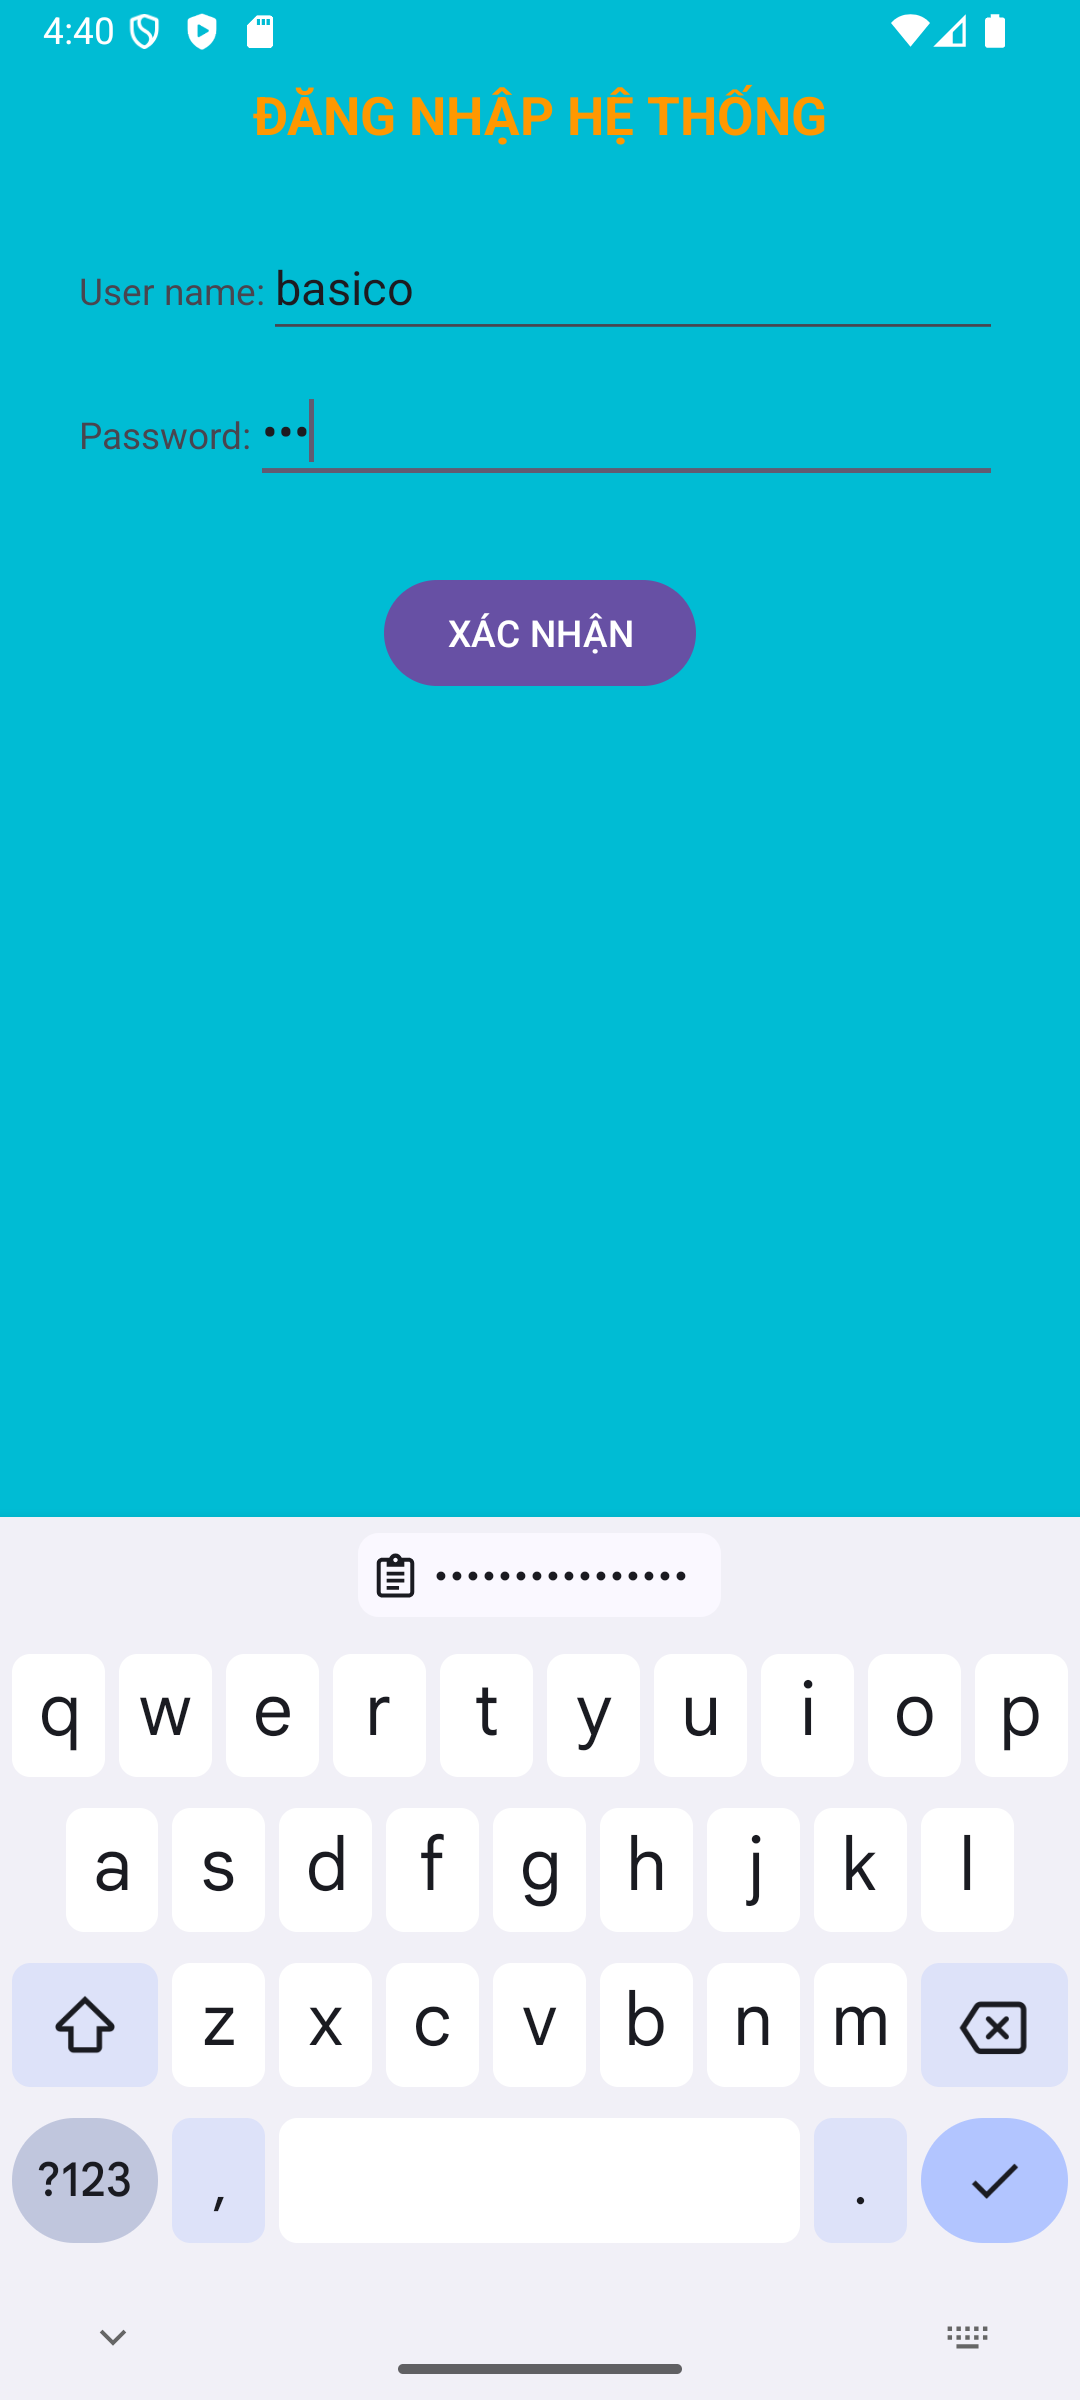 4:40
ĐĂNG NHẬP HỆ THỐNG
User name: basico
Password: •••
XÁC NHẬN
••••••••••••••••
q w e r t y u i o p
a s d f g h j k l
z x c v b n m
?123 , .